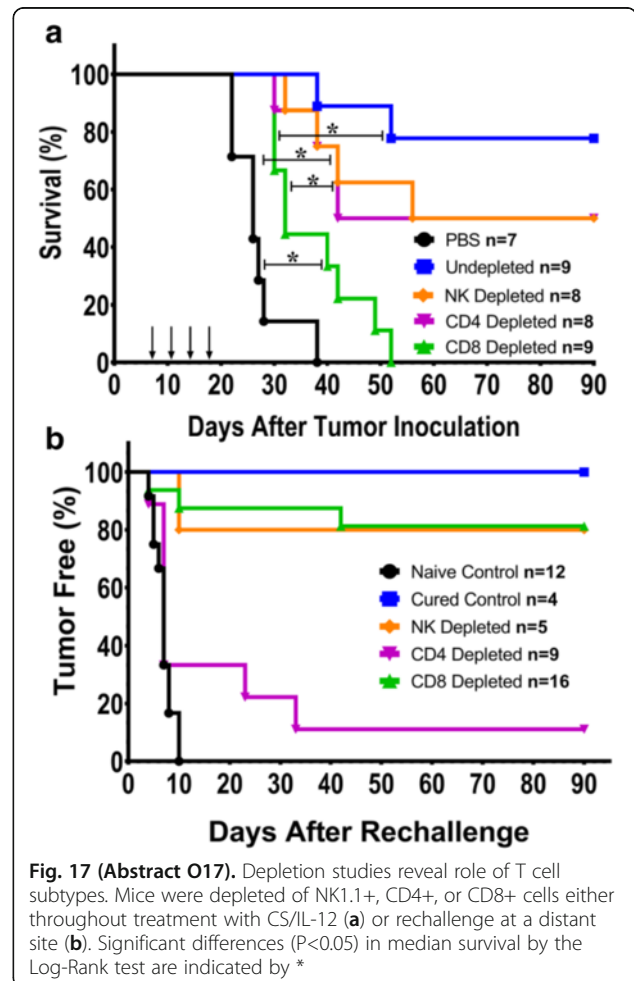 a
Survival (%)
100
80
60
40
20
0
*
*
*
*
PBS n=7
Undepleted n=9
NK Depleted n=8
CD4 Depleted n=8
CD8 Depleted n=9
0 10 20 30 40 50 60 70 80 90
Days After Tumor Inoculation
b
Tumor Free (%)
100
80
60
40
20
0
Naive Control n=12
Cured Control n=4
NK Depleted n=5
CD4 Depleted n=9
CD8 Depleted n=16
0 10 20 30 40 50 60 70 80 90
Days After Rechallenge
Fig. 17 (Abstract O17). Depletion studies reveal role of T cell
subtypes. Mice were depleted of NK1.1+, CD4+, or CD8+ cells either
throughout treatment with CS/IL-12 (a) or rechallenge at a distant
site (b). Significant differences (P<0.05) in median survival by the
Log-Rank test are indicated by *